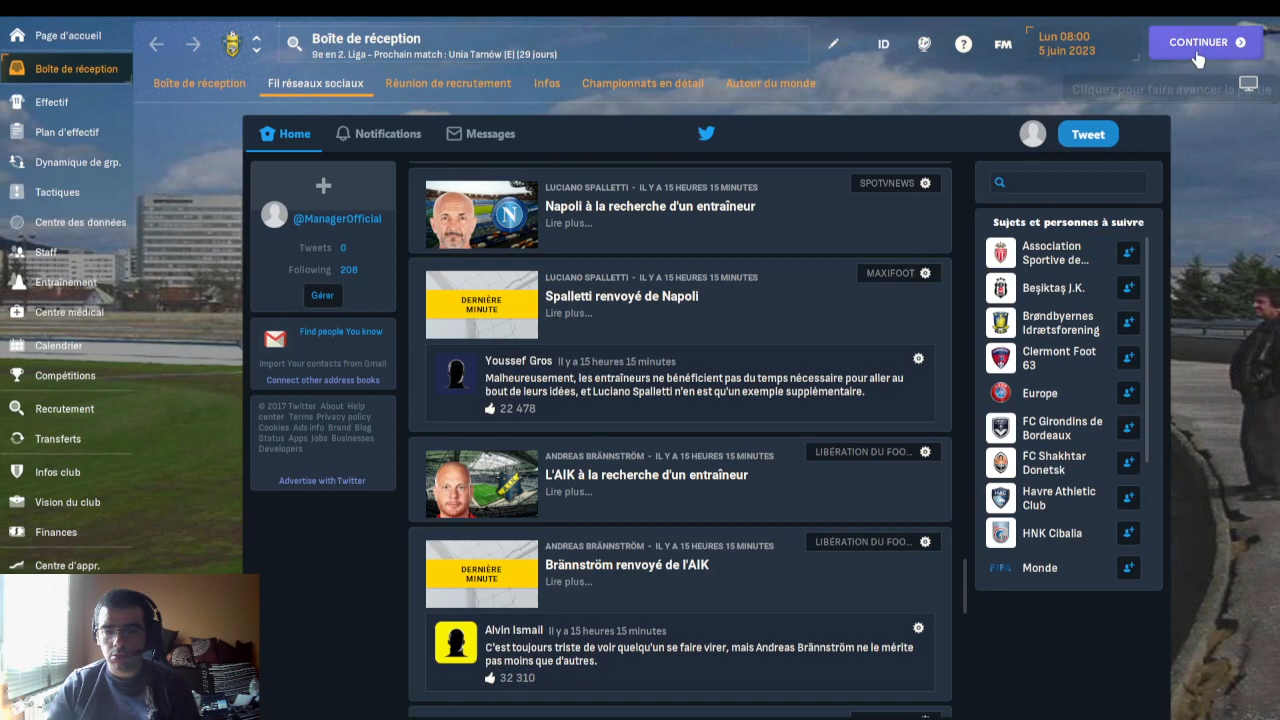 Page d'accueil
Boîte de réception
Effectif
Plan d'effectif
Dynamique de grp.
Tactiques
Centre des données
Staff
Entraînement
Centre médical
Calendrier
Compétitions
Recrutement
Transferts
Infos club
Vision du club
Finances
Centre d'appr.
Boîte de réception
9e en 2. Liga - Prochain match : Unia Tarnów [E] (29 jours)
ID
?
FM
Lun 08:00
5 juin 2023
CONTINUER
Cliquez pour faire avancer la partie
Boîte de réception
Fil réseaux sociaux
Réunion de recrutement
Infos
Championnats en détail
Autour du monde
Home
Notifications
Messages
Tweet
@ManagerOfficial
Tweets 0
Following 208
Gérer
Find people You know
Import Your contacts from Gmail
Connect other address books
© 2017 Twitter About Help
center Terms Privacy policy
Cookies Ads info Brand Blog
Status Apps Jobs Businesses
Developers
Advertise with Twitter
LUCIANO SPALLETTI - IL Y A 15 HEURES 15 MINUTES
SPOTVNEWS
Napoli à la recherche d'un entraîneur
Lire plus...
LUCIANO SPALLETTI - IL Y A 15 HEURES 15 MINUTES
MAXIFOOT
DERNIÈRE
MINUTE
Spalletti renvoyé de Napoli
Lire plus...
Youssef Gros Il y a 15 heures 15 minutes
Malheureusement, les entraîneurs ne bénéficient pas du temps nécessaire pour aller au
bout de leurs idées, et Luciano Spalletti n'en est qu'un exemple supplémentaire.
22 478
ANDREAS BRÄNNSTRÖM - IL Y A 15 HEURES 15 MINUTES
LIBÉRATION DU FOO...
L'AIK à la recherche d'un entraîneur
Lire plus...
ANDREAS BRÄNNSTRÖM - IL Y A 15 HEURES 15 MINUTES
LIBÉRATION DU FOO...
DERNIÈRE
MINUTE
Brännström renvoyé de l'AIK
Lire plus...
Alvin Ismail Il y a 15 heures 15 minutes
C'est toujours triste de voir quelqu'un se faire virer, mais Andreas Brännström ne le mérite
pas moins que d'autres.
32 310
Sujets et personnes à suivre
Association
Sportive de...
Beşiktaş J.K.
Brøndbyernes
Idrætsforening
Clermont Foot
63
Europe
FC Girondins de
Bordeaux
FC Shakhtar
Donetsk
Havre Athletic
Club
HNK Cibalia
FIFA
Monde